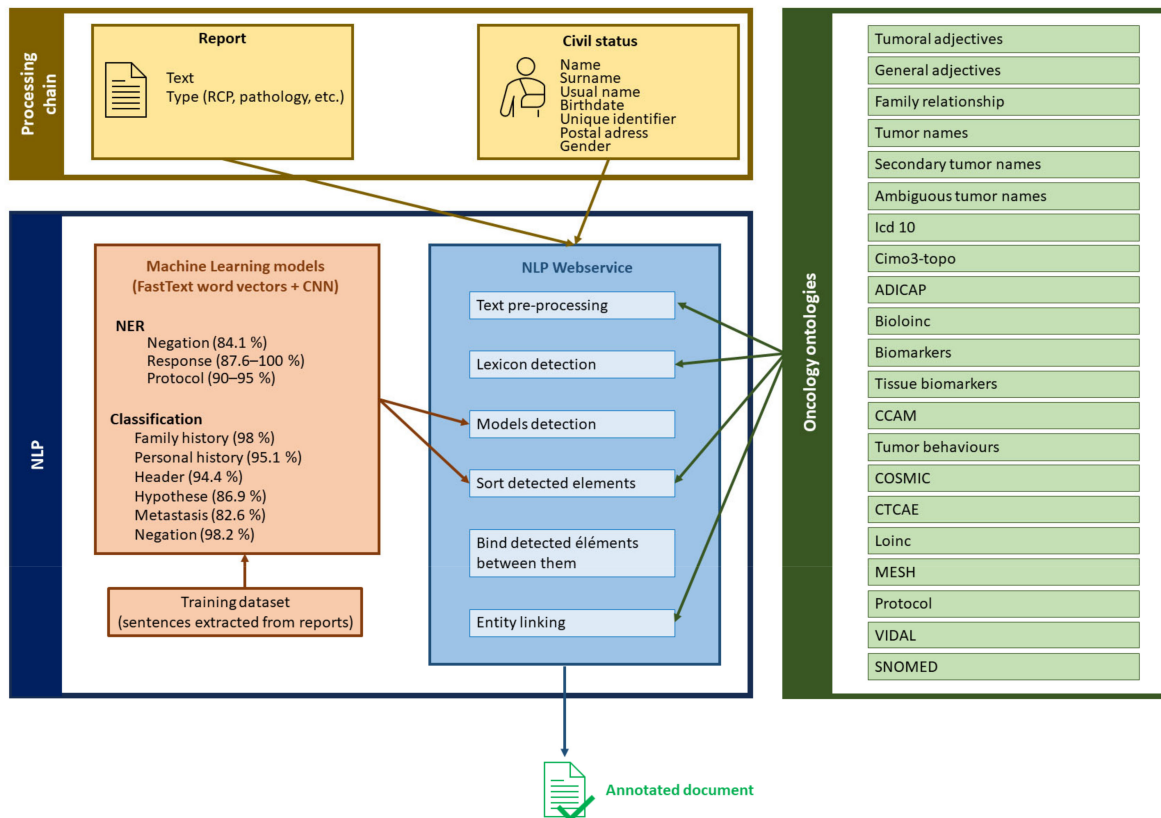 Processing
chain
Report
Text
Type (RCP, pathology, etc.)
Civil status
Name
Surname
Usual name
Birthdate
Unique identifier
Postal adress
Gender
NLP
Machine Learning models
(FastText word vectors + CNN)
NER
Negation (84.1 %)
Response (87.6–100 %)
Protocol (90–95 %)
Classification
Family history (98 %)
Personal history (95.1 %)
Header (94.4 %)
Hypothese (86.9 %)
Metastasis (82.6 %)
Negation (98.2 %)
Training dataset
(sentences extracted from reports)
NLP Webservice
Text pre-processing
Lexicon detection
Models detection
Sort detected elements
Bind detected éléments
between them
Entity linking
Annotated document
Oncology ontologies
Tumoral adjectives
General adjectives
Family relationship
Tumor names
Secondary tumor names
Ambiguous tumor names
Icd 10
Cimo3-topo
ADICAP
Bioloinc
Biomarkers
Tissue biomarkers
CCAM
Tumor behaviours
COSMIC
CTCAE
Loinc
MESH
Protocol
VIDAL
SNOMED